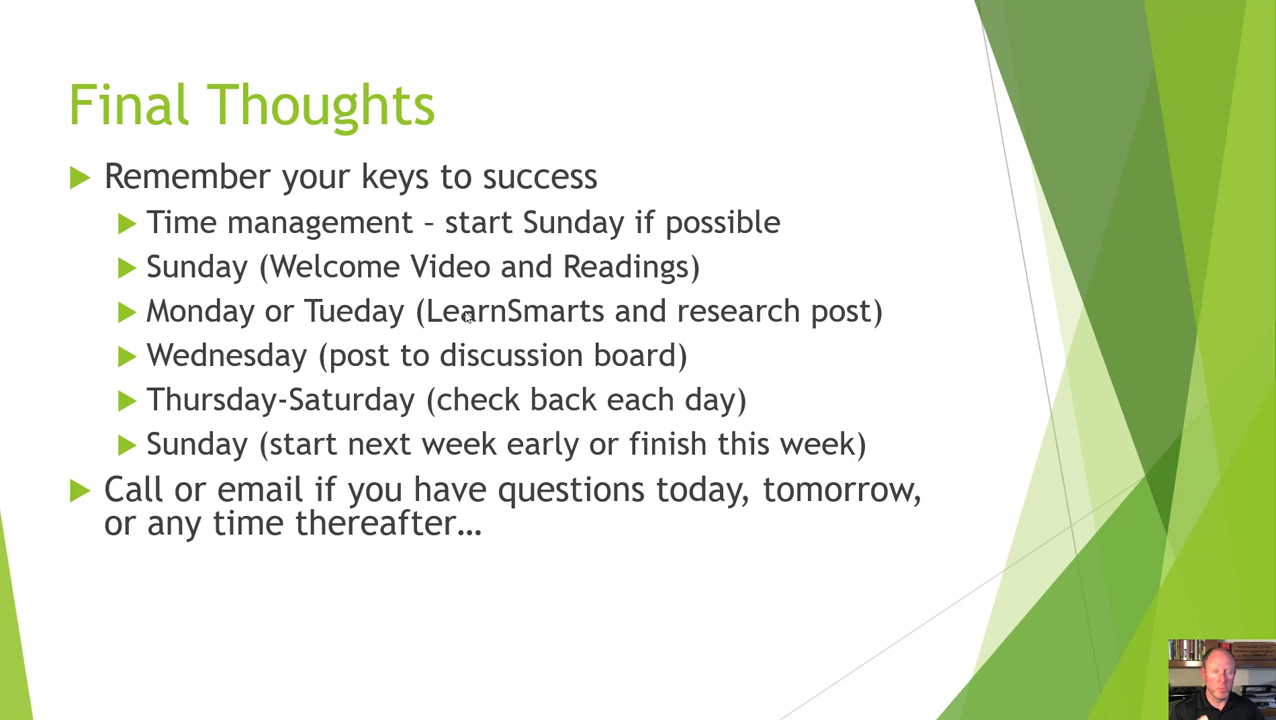 Final Thoughts
Remember your keys to success
Time management – start Sunday if possible
Sunday (Welcome Video and Readings)
Monday or Tueday (LearnSmarts and research post)
Wednesday (post to discussion board)
Thursday-Saturday (check back each day)
Sunday (start next week early or finish this week)
Call or email if you have questions today, tomorrow,
or any time thereafter…